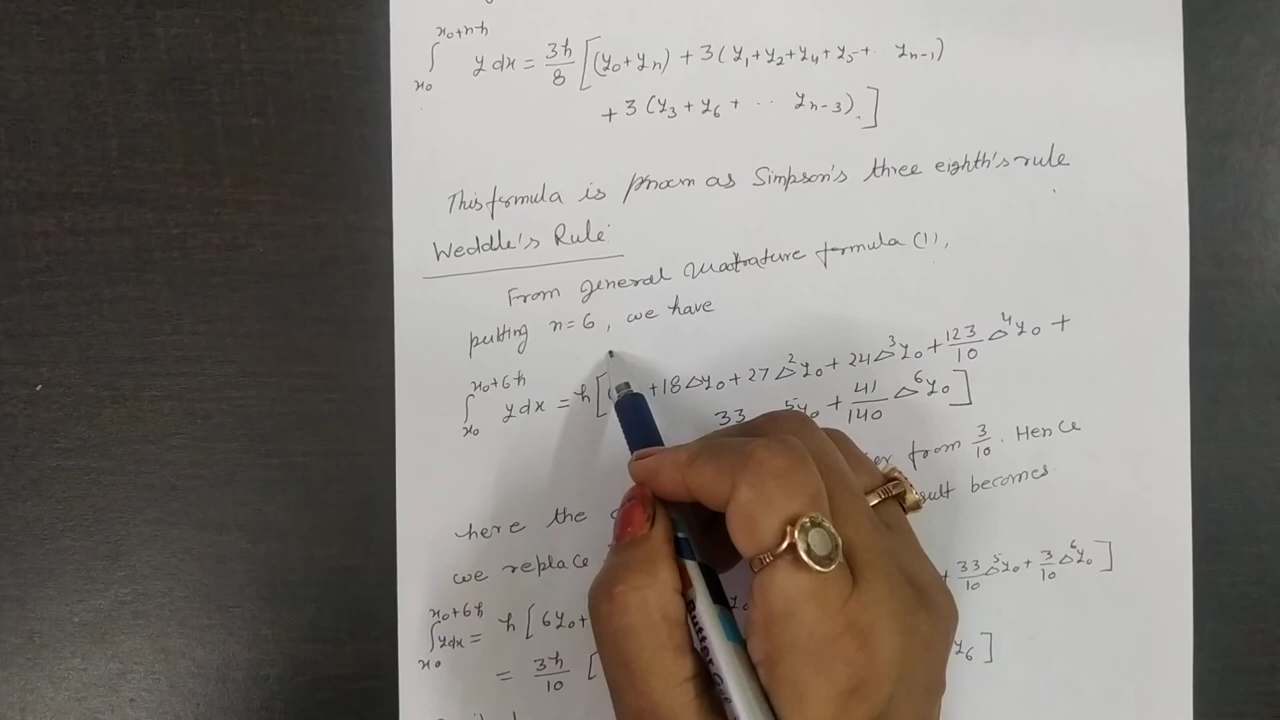 ∫ x₀ x₀+nh y dx = 3h/8 [(y₀+yₙ) + 3(y₁+y₂+y₄+y₅+.. yₙ₋₁)
+ 3(y₃+y₆+ .. yₙ₋₃).]
This formula is known as Simpson's three eighth's rule
Weddle's Rule:
From general quadrature formula (1),
putting n=6, we have
∫ x₀ x₀+6h y dx = h[ +18Δy₀+27Δ²y₀+24Δ³y₀+123/10 Δ⁴y₀+
33 ⁵y₀+41/140 Δ⁶y₀]
here the from 3/10. Hence
we replace becomes
∫ x₀ x₀+6h ydx = h[6y₀+ +33/10 Δ⁵y₀+3/10 Δ⁶y₀]
= 3h/10 [ y₆]
Butter Gel